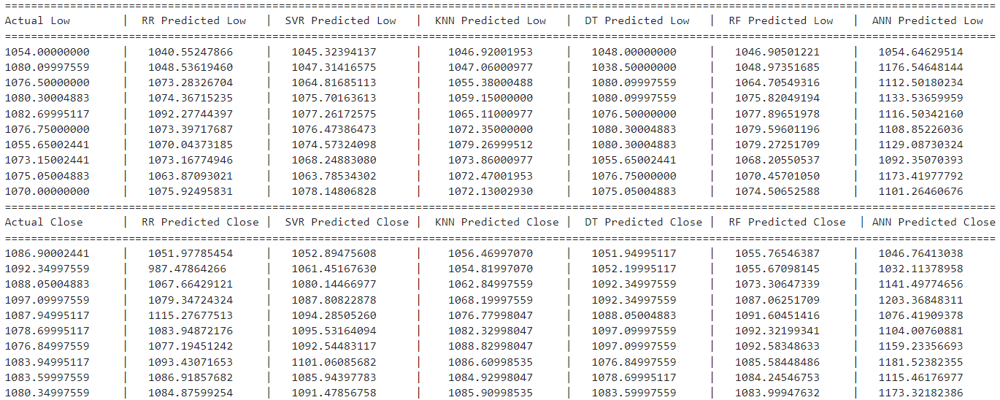 ==========================================================================================================================================================
Actual Low | RR Predicted Low | SVR Predicted Low | KNN Predicted Low | DT Predicted Low | RF Predicted Low | ANN Predicted Low
==========================================================================================================================================================
1054.00000000 | 1040.55247866 | 1045.32394137 | 1046.92001953 | 1048.00000000 | 1046.90501221 | 1054.64629514
1080.09997559 | 1048.53619460 | 1047.31416575 | 1047.06000977 | 1038.50000000 | 1048.97351685 | 1176.54648144
1076.50000000 | 1073.28326704 | 1064.81685113 | 1055.38000488 | 1080.09997559 | 1064.70549316 | 1112.50180234
1080.30004883 | 1074.36715235 | 1075.70163613 | 1059.15000000 | 1080.09997559 | 1075.82049194 | 1133.53659959
1082.69995117 | 1092.27744397 | 1077.26172575 | 1065.11000977 | 1076.50000000 | 1077.89651978 | 1116.50342160
1076.75000000 | 1073.39717687 | 1076.47386473 | 1072.35000000 | 1080.30004883 | 1079.59601196 | 1108.85226036
1055.65002441 | 1070.04373185 | 1074.57324098 | 1079.26999512 | 1080.30004883 | 1079.27251709 | 1129.08730324
1073.15002441 | 1073.16774946 | 1068.24883080 | 1073.86000977 | 1055.65002441 | 1068.20550537 | 1092.35070393
1075.05004883 | 1063.87093021 | 1063.78534302 | 1072.47001953 | 1076.75000000 | 1070.45701050 | 1173.41977792
1070.00000000 | 1075.92495831 | 1078.14806828 | 1072.13002930 | 1075.05004883 | 1074.50652588 | 1101.26460676
==========================================================================================================================================================
Actual Close | RR Predicted Close | SVR Predicted Close | KNN Predicted Close | DT Predicted Close | RF Predicted Close | ANN Predicted Close
==========================================================================================================================================================
1086.90002441 | 1051.97785454 | 1052.89475608 | 1056.46997070 | 1051.94995117 | 1055.76546387 | 1046.76413038
1092.34997559 | 987.47864266 | 1061.45167630 | 1054.81997070 | 1052.19995117 | 1055.67098145 | 1032.11378958
1088.05004883 | 1067.66429121 | 1080.14466977 | 1062.84997559 | 1092.34997559 | 1073.30647339 | 1141.49774656
1097.09997559 | 1079.34724324 | 1087.80822878 | 1068.19997559 | 1092.34997559 | 1087.06251709 | 1203.36848311
1087.94995117 | 1115.27677513 | 1094.28505260 | 1076.77998047 | 1088.05004883 | 1091.60451416 | 1076.41909378
1078.69995117 | 1083.94872176 | 1095.53164094 | 1082.32998047 | 1097.09997559 | 1092.32199341 | 1104.00760881
1076.84997559 | 1077.19451242 | 1092.54483117 | 1088.82998047 | 1097.09997559 | 1092.58348633 | 1159.23356693
1083.94995117 | 1093.43071653 | 1101.06085682 | 1086.60998535 | 1076.84997559 | 1085.58448486 | 1181.52382355
1083.59997559 | 1086.91857682 | 1085.94397783 | 1084.92998047 | 1078.69995117 | 1084.24546753 | 1115.46176977
1080.34997559 | 1084.87599254 | 1091.47856758 | 1085.90998535 | 1083.59997559 | 1083.99947632 | 1173.32182386